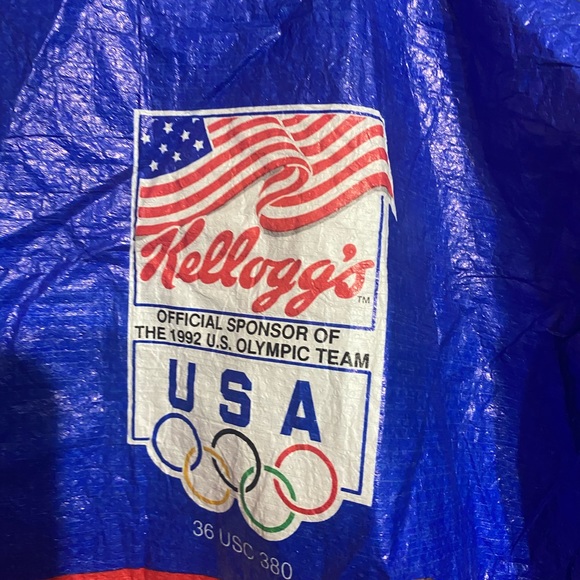 Kellogg's
TM
OFFICIAL SPONSOR OF
THE 1992 U.S. OLYMPIC TEAM
USA
36 USC 380